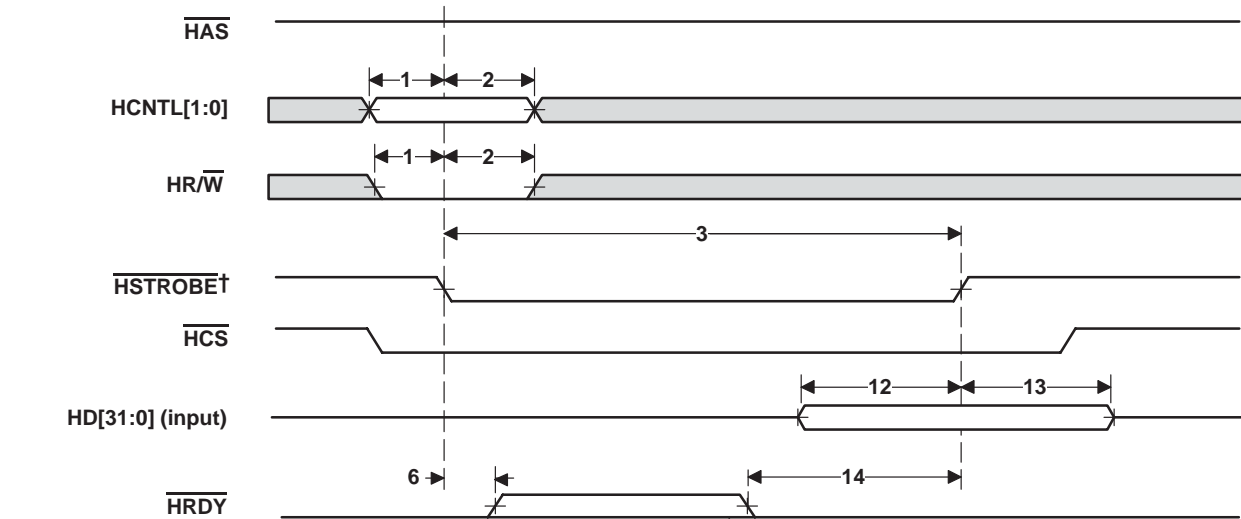 HAS
1 2
HCNTL[1:0]
1 2
HR/W
3
HSTROBE†
HCS
12 13
HD[31:0] (input)
6 14
HRDY